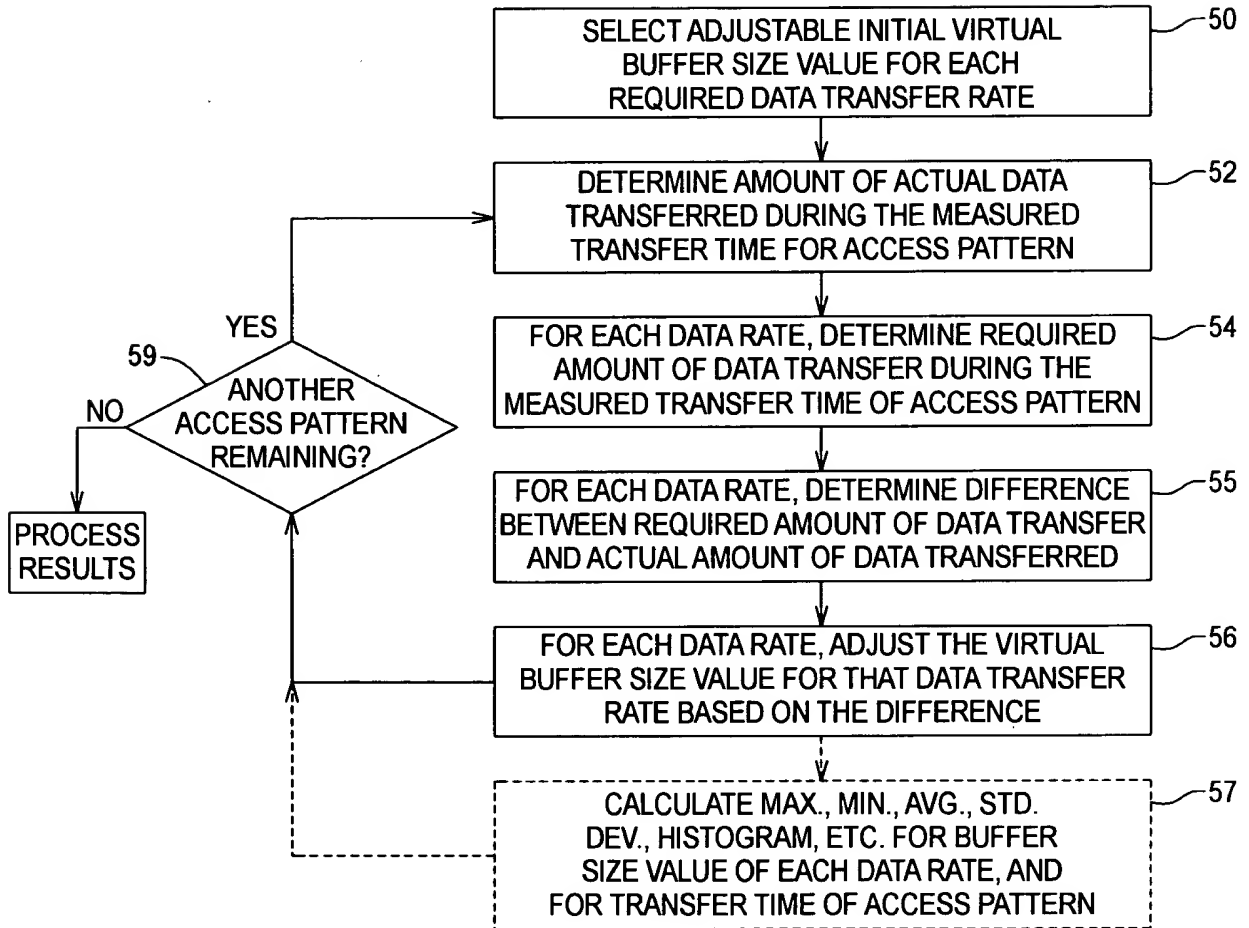 SELECT ADJUSTABLE INITIAL VIRTUAL
BUFFER SIZE VALUE FOR EACH
REQUIRED DATA TRANSFER RATE
50
DETERMINE AMOUNT OF ACTUAL DATA
TRANSFERRED DURING THE MEASURED
TRANSFER TIME FOR ACCESS PATTERN
52
FOR EACH DATA RATE, DETERMINE REQUIRED
AMOUNT OF DATA TRANSFER DURING THE
MEASURED TRANSFER TIME OF ACCESS PATTERN
54
FOR EACH DATA RATE, DETERMINE DIFFERENCE
BETWEEN REQUIRED AMOUNT OF DATA TRANSFER
AND ACTUAL AMOUNT OF DATA TRANSFERRED
55
FOR EACH DATA RATE, ADJUST THE VIRTUAL
BUFFER SIZE VALUE FOR THAT DATA TRANSFER
RATE BASED ON THE DIFFERENCE
56
CALCULATE MAX., MIN., AVG., STD.
DEV., HISTOGRAM, ETC. FOR BUFFER
SIZE VALUE OF EACH DATA RATE, AND
FOR TRANSFER TIME OF ACCESS PATTERN
57
YES
59
ANOTHER
ACCESS PATTERN
REMAINING?
NO
PROCESS
RESULTS